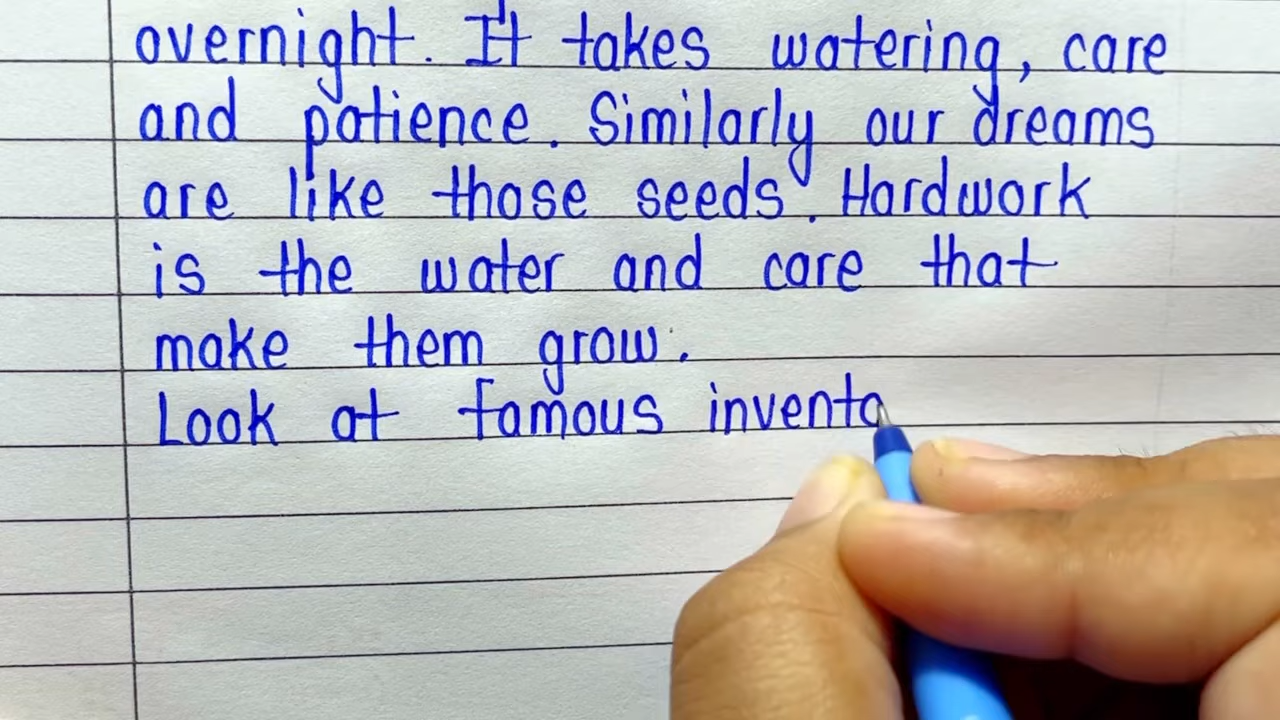 overnight. It takes watering, care
and patience. Similarly our dreams
are like those seeds. Hardwork
is the water and care that
make them grow.
Look at famous invento